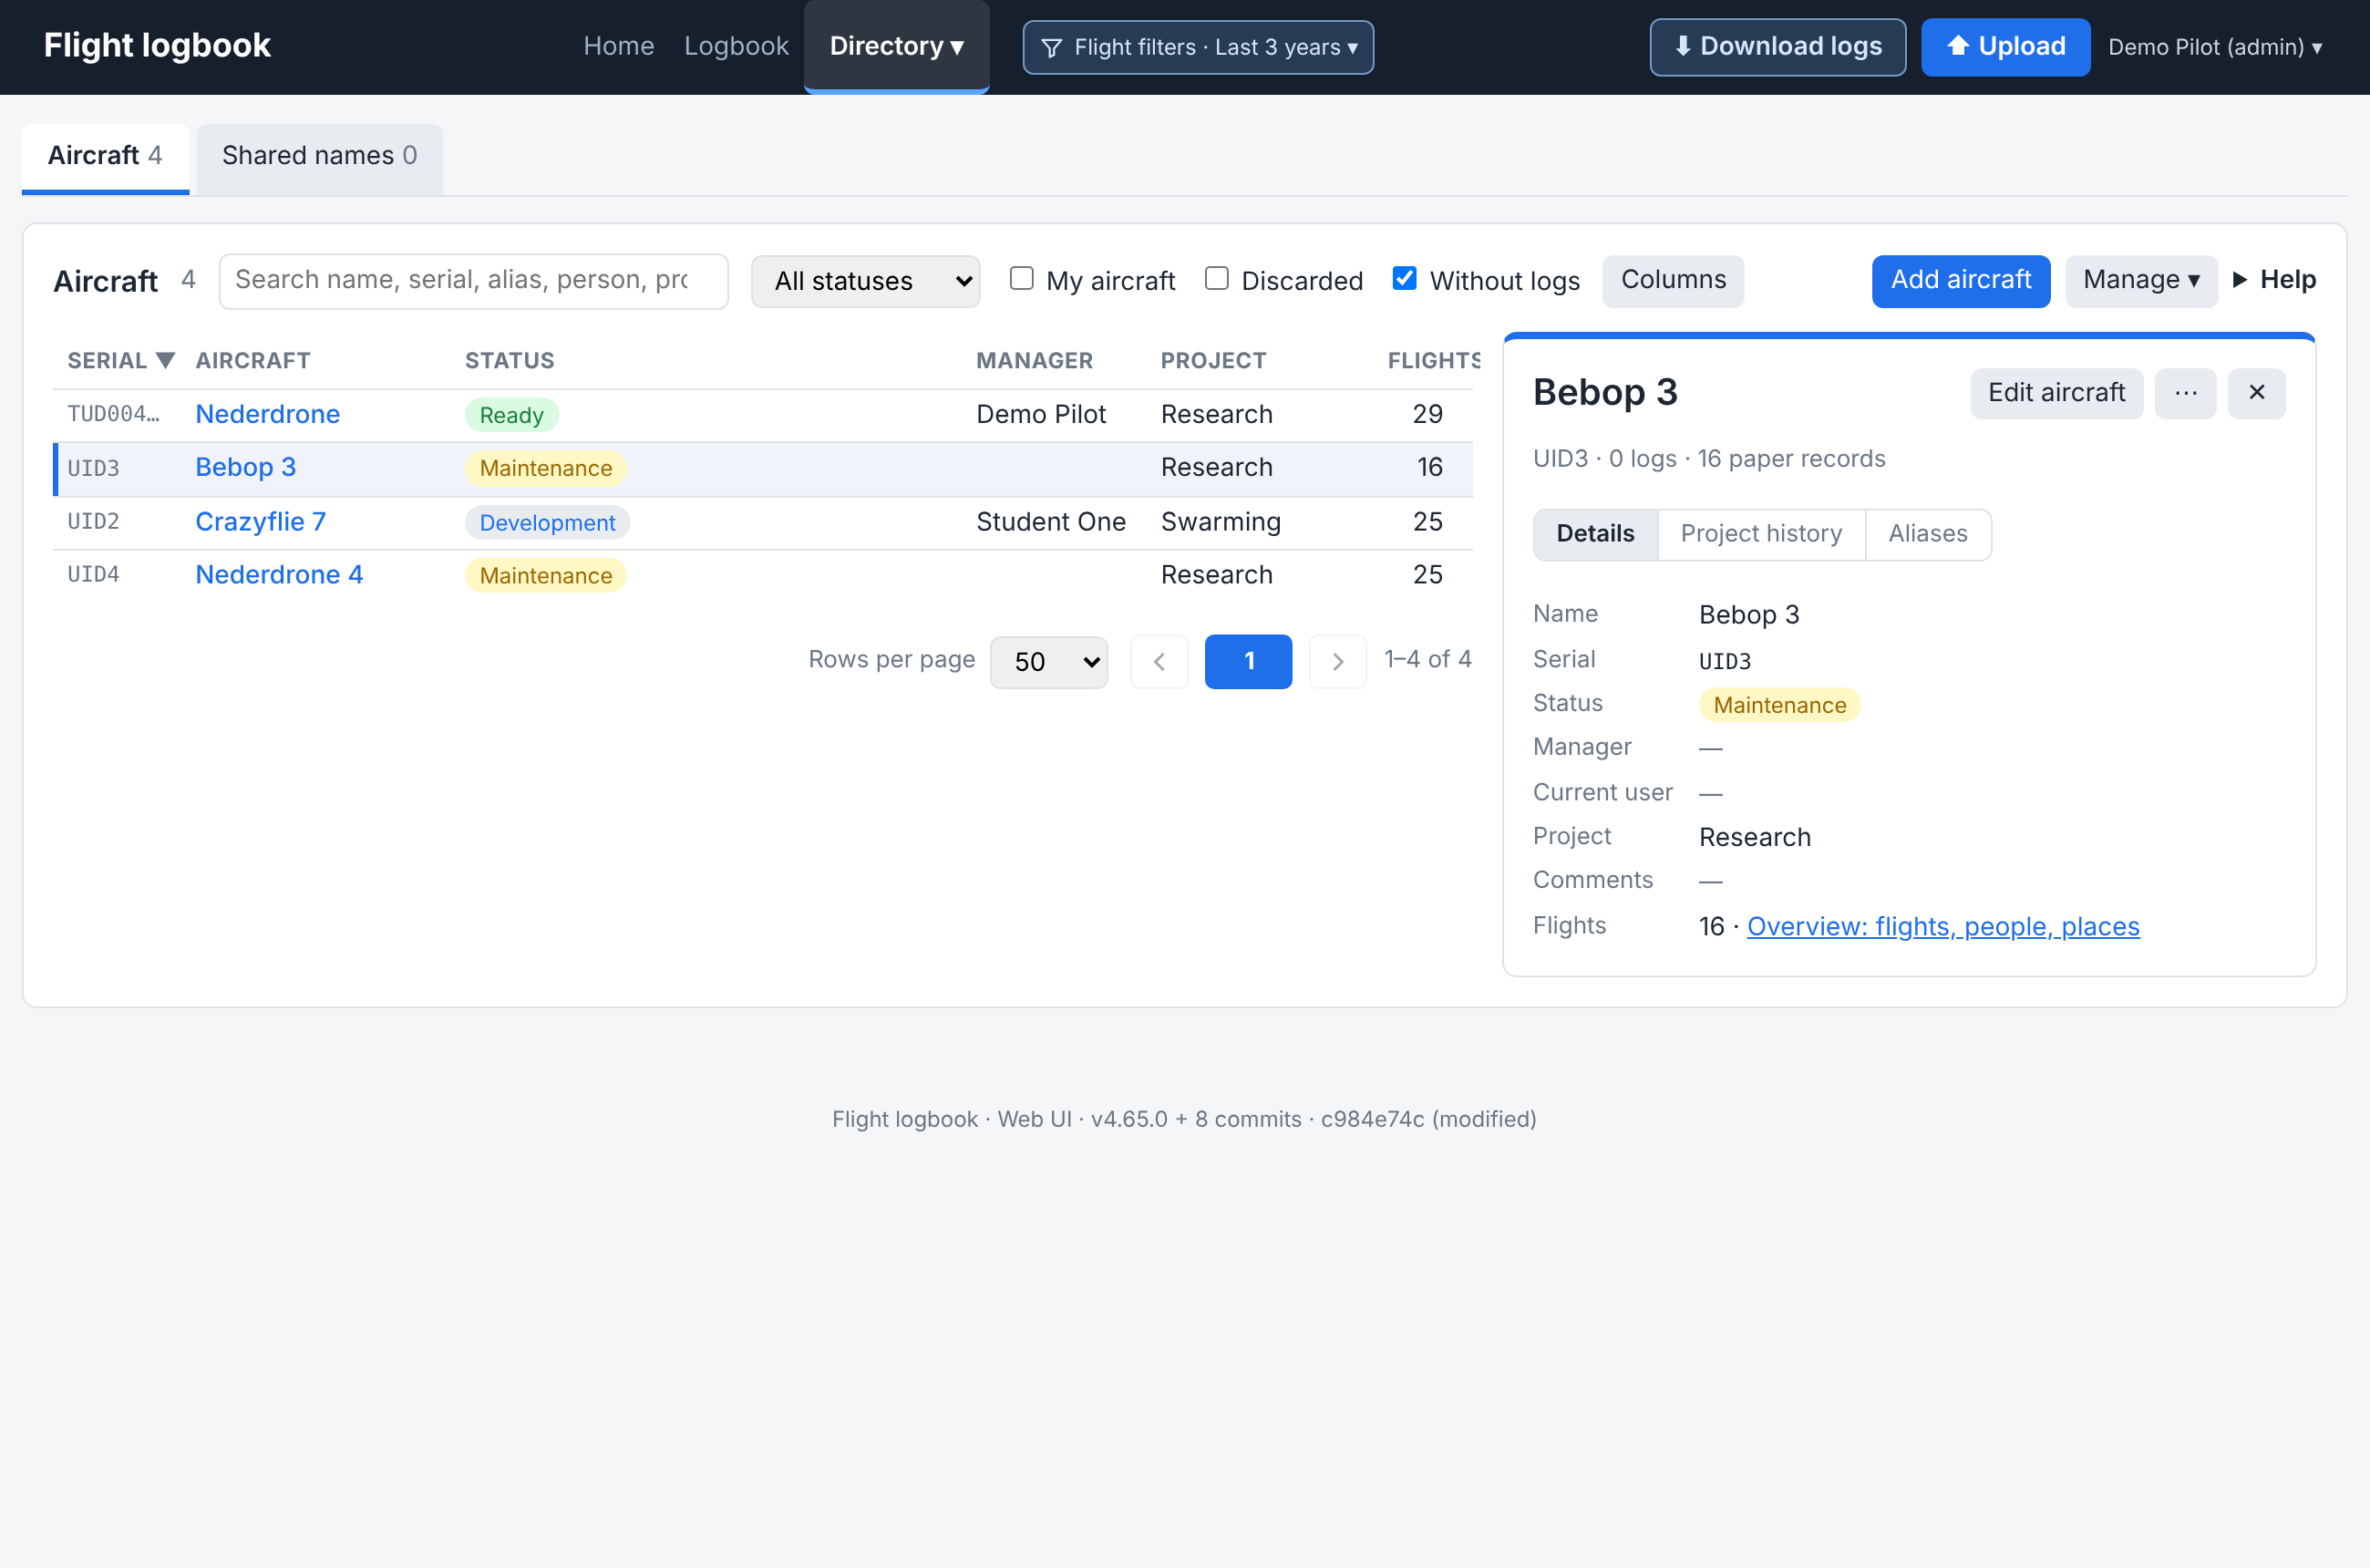 Flight logbook
Home Logbook Directory ▾ Flight filters · Last 3 years ▾ ⬇ Download logs ⬆ Upload Demo Pilot (admin) ▾
Aircraft 4 Shared names 0
Aircraft 4 Search name, serial, alias, person, pro All statuses My aircraft Discarded Without logs Columns Add aircraft Manage ▾ ▶ Help
SERIAL ▼ AIRCRAFT STATUS MANAGER PROJECT FLIGHTS
TUD004… Nederdrone Ready Demo Pilot Research 29
UID3 Bebop 3 Maintenance Research 16
UID2 Crazyflie 7 Development Student One Swarming 25
UID4 Nederdrone 4 Maintenance Research 25
Rows per page 50 ‹ 1 › 1–4 of 4
Bebop 3 Edit aircraft ⋯ ✕
UID3 · 0 logs · 16 paper records
Details Project history Aliases
Name Bebop 3
Serial UID3
Status Maintenance
Manager —
Current user —
Project Research
Comments —
Flights 16 · Overview: flights, people, places
Flight logbook · Web UI · v4.65.0 + 8 commits · c984e74c (modified)